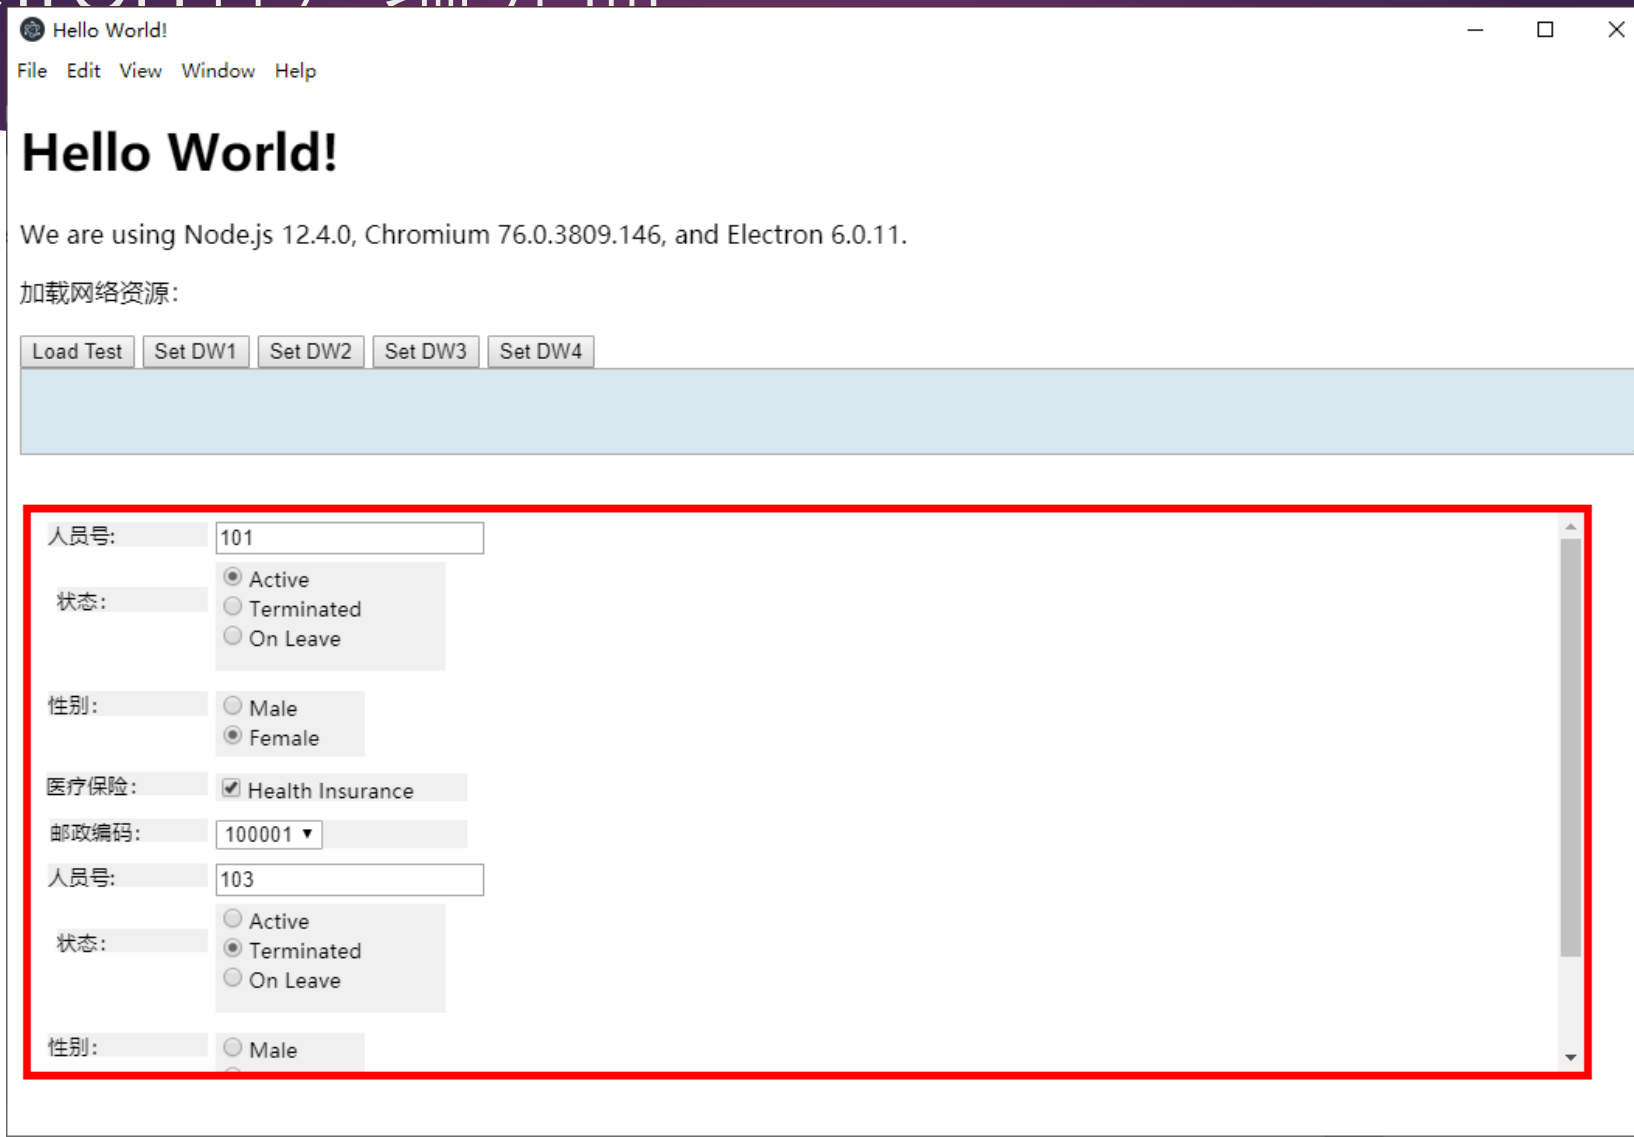 Hello World!
File Edit View Window Help
Hello World!
We are using Node.js 12.4.0, Chromium 76.0.3809.146, and Electron 6.0.11.
加载网络资源：
Load Test Set DW1 Set DW2 Set DW3 Set DW4
人员号: 101
Active
状态：
Terminated
On Leave
性别： Male
Female
医疗保险： Health Insurance
邮政编码： 100001
人员号: 103
Active
状态：
Terminated
On Leave
性别： Male